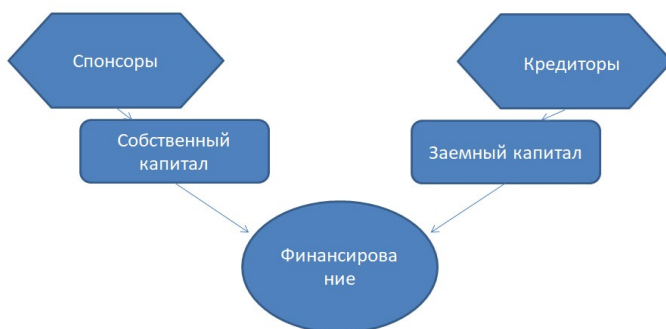 Спонсоры
Кредиторы
Собственный
капитал
Заемный капитал
Финансирова
ние